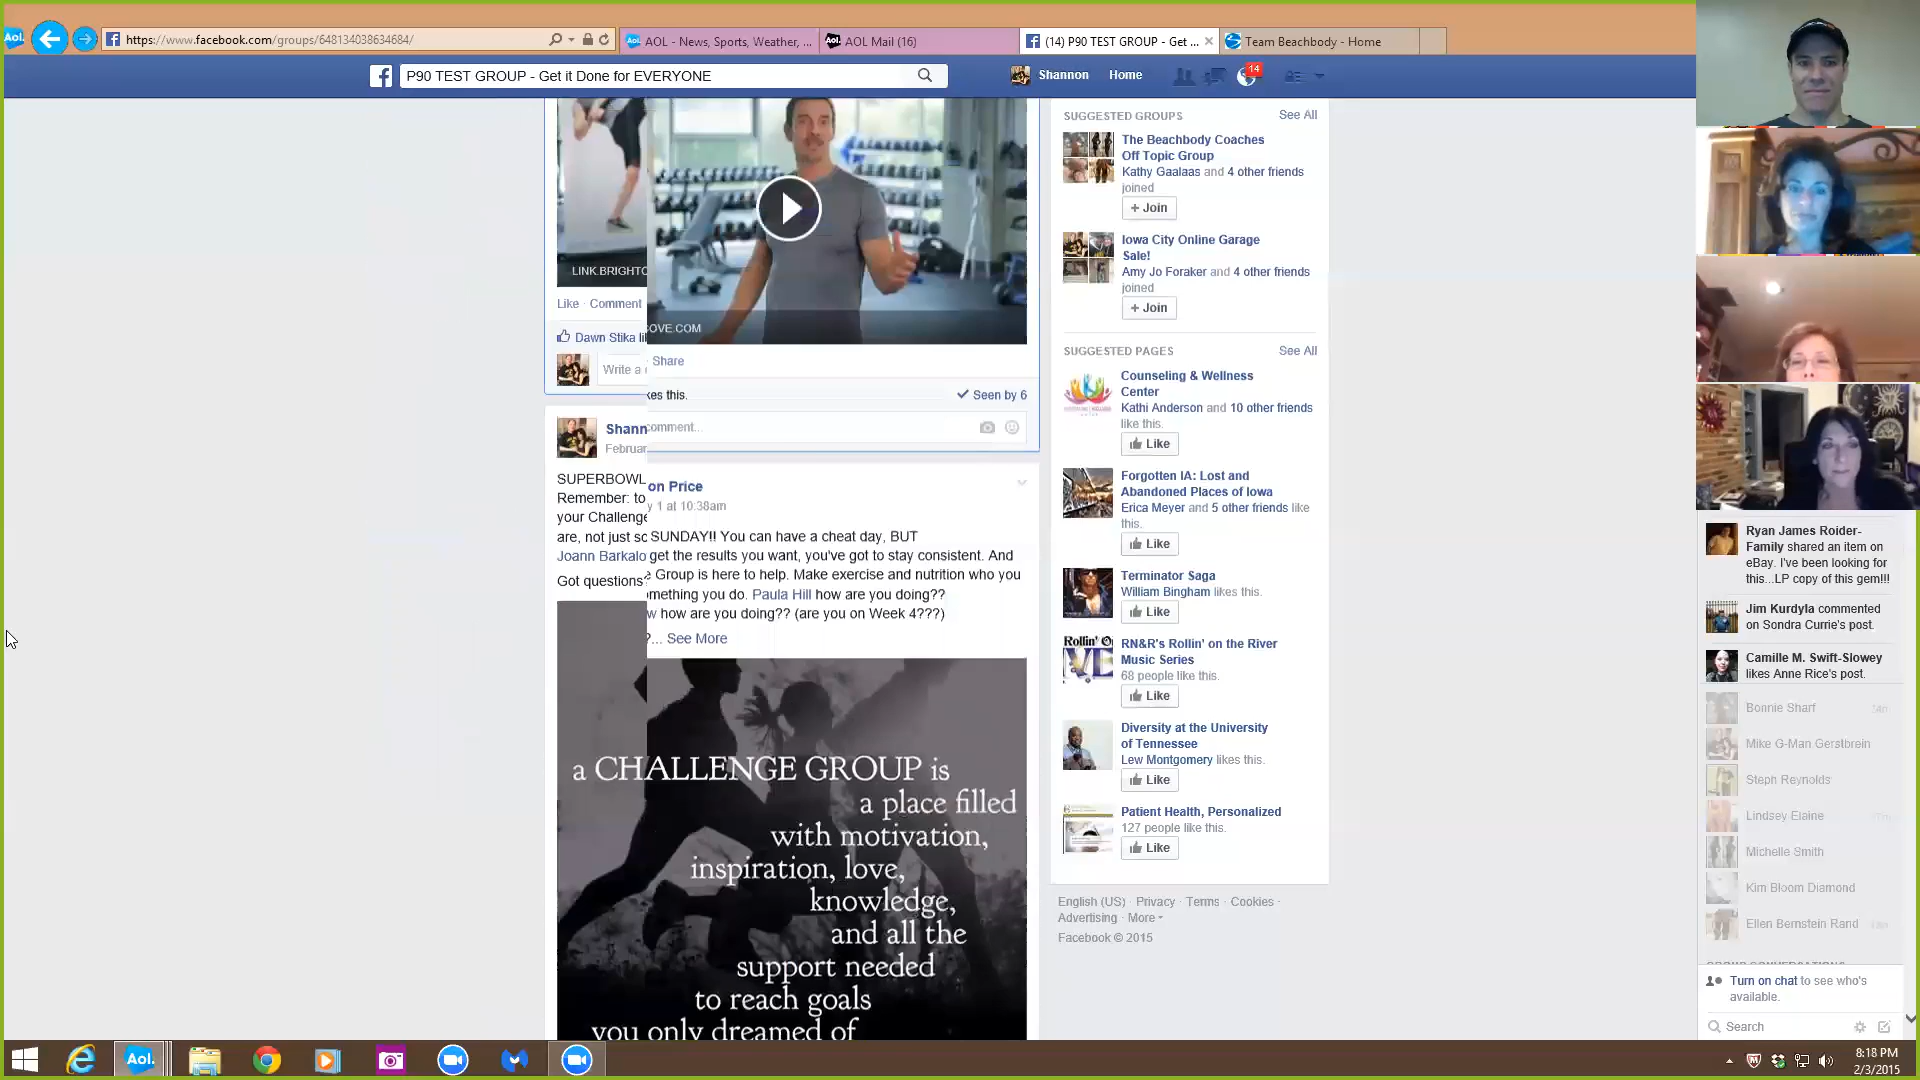 Aol.
https://www.facebook.com/groups/648134038634684/
AOL - News, Sports, Weather, ...
Aol.
AOL Mail (16)
(14) P90 TEST GROUP - Get ...
Team Beachbody - Home
P90 TEST GROUP - Get it Done for EVERYONE
Shannon
Home
14
LINK.BRIGHTC
OVE.COM
Like · Comment
Share
Dawn Stika li
kes this.
Seen by 6
Write a
comment...
Shann
on Price
Februar
y 1 at 10:38am
SUPERBOWL
SUNDAY!! You can have a cheat day, BUT
Remember: to
get the results you want, you've got to stay consistent. And
your Challenge
e Group is here to help. Make exercise and nutrition who you
are, not just so
omething you do. Paula Hill how are you doing??
Joann Barkalo
w how are you doing?? (are you on Week 4???)
Got questions
?... See More
a CHALLENGE GROUP is
a place filled
with motivation,
inspiration, love,
knowledge,
and all the
support needed
to reach goals
you only dreamed of
SUGGESTED GROUPS
See All
The Beachbody Coaches
Off Topic Group
Kathy Gaalaas and 4 other friends
joined
+ Join
Iowa City Online Garage
Sale!
Amy Jo Foraker and 4 other friends
joined
+ Join
SUGGESTED PAGES
See All
Counseling & Wellness
Center
Kathi Anderson and 10 other friends
like this.
Like
Forgotten IA: Lost and
Abandoned Places of Iowa
Erica Meyer and 5 other friends like
this.
Like
Terminator Saga
William Bingham likes this.
Like
Rollin'
RN&R's Rollin' on the River
Music Series
68 people like this.
Like
Diversity at the University
of Tennessee
Lew Montgomery likes this.
Like
Patient Health, Personalized
127 people like this.
Like
English (US) · Privacy · Terms · Cookies ·
Advertising · More
Facebook © 2015
Ryan James Roider-
Family shared an item on
eBay. I've been looking for
this...LP copy of this gem!!!
Jim Kurdyla commented
on Sondra Currie's post.
Camille M. Swift-Slowey
likes Anne Rice's post.
Bonnie Sharf
Mike G-Man Gerstbrein
Steph Reynolds
Lindsey Elaine
Michelle Smith
Kim Bloom Diamond
Ellen Bernstein Rand
Turn on chat to see who's
available.
Search
Aol.
8:18 PM
2/3/2015